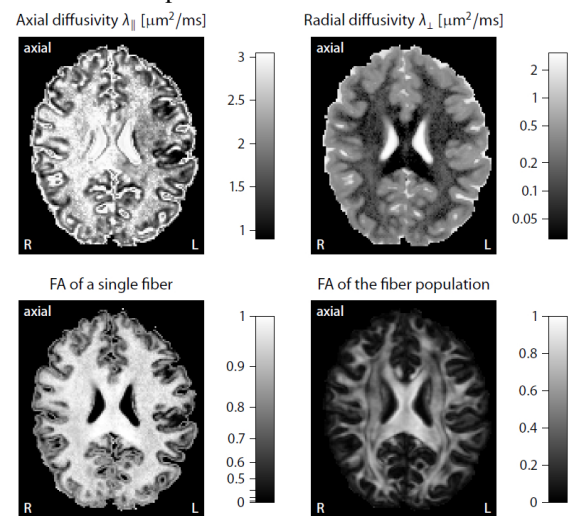 Axial diffusivity λ∥ [μm²/ms]
axial
R
L
3
2.5
2
1.5
1
Radial diffusivity λ⊥ [μm²/ms]
axial
R
L
2
1
0.5
0.2
0.1
0.05
FA of a single fiber
axial
R
L
1
0.9
0.8
0.7
0.6
0.5
0
FA of the fiber population
axial
R
L
1
0.8
0.6
0.4
0.2
0